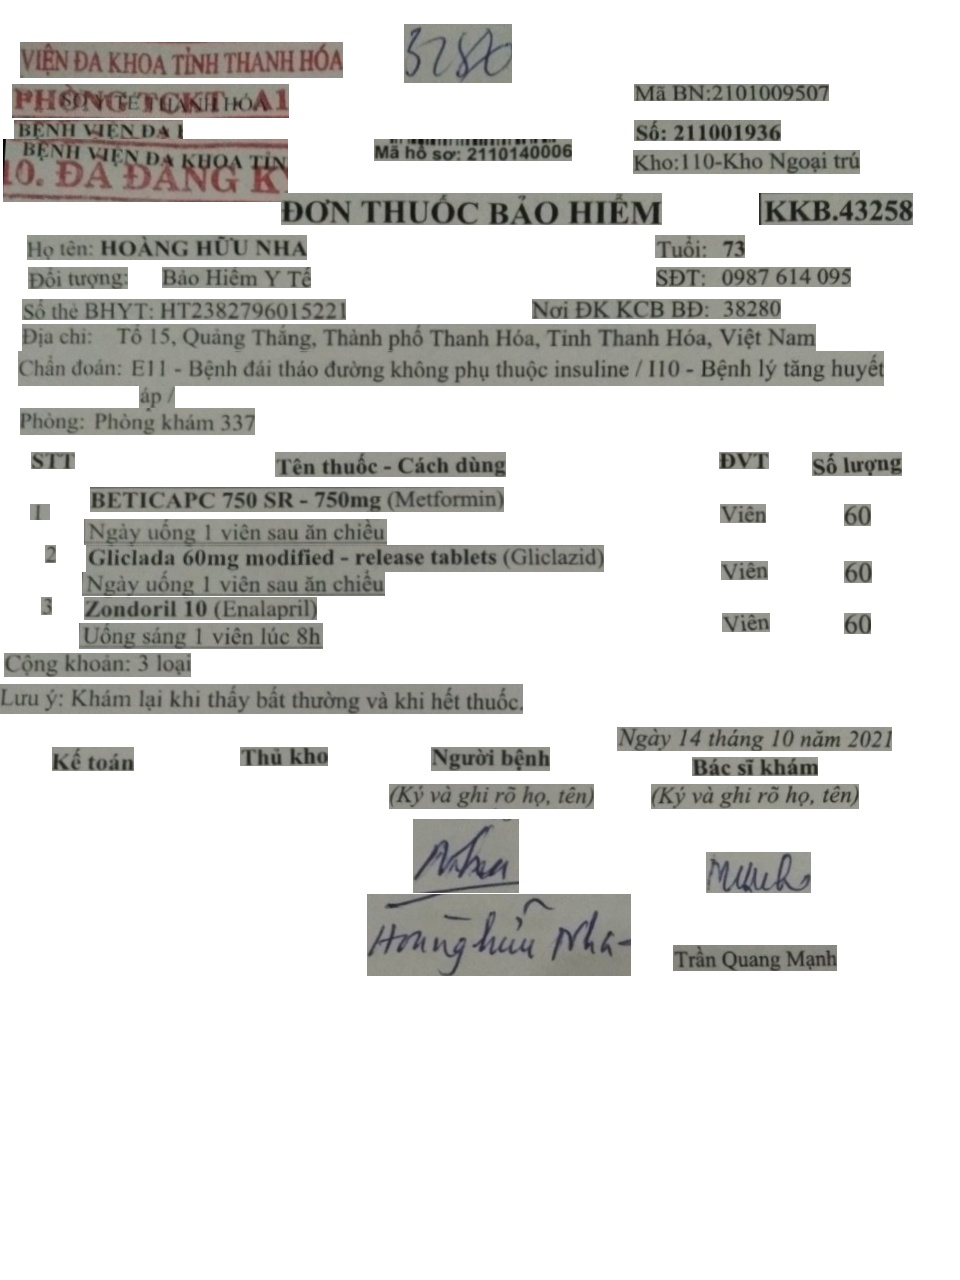 VIỆN ĐA KHOA TỈNH THANH HÓA
3280
PHÒNG TCKT - A1
SỞ Y TẾ THANH HÓA
Mã BN:2101009507
BỆNH VIỆN ĐA
Số: 211001936
BỆNH VIỆN ĐA KHOA TỈN
Mã hồ sơ: 2110140006
Kho:110-Kho Ngoại trú
10. ĐÃ ĐĂNG K
ĐƠN THUỐC BẢO HIỂM KKB.43258
Họ tên: HOÀNG HỮU NHA Tuổi: 73
Đối tượng: Bảo Hiểm Y Tế SĐT: 0987 614 095
Số thẻ BHYT: HT2382796015221 Nơi ĐK KCB BĐ: 38280
Địa chỉ: Tổ 15, Quảng Thắng, Thành phố Thanh Hóa, Tỉnh Thanh Hóa, Việt Nam
Chẩn đoán: E11 - Bệnh đái tháo đường không phụ thuộc insuline / I10 - Bệnh lý tăng huyết
áp /
Phòng: Phòng khám 337
STT Tên thuốc - Cách dùng ĐVT Số lượng
1 BETICAPC 750 SR - 750mg (Metformin) Viên 60
Ngày uống 1 viên sau ăn chiều
2 Gliclada 60mg modified - release tablets (Gliclazid) Viên 60
Ngày uống 1 viên sau ăn chiều
3 Zondoril 10 (Enalapril) Viên 60
Uống sáng 1 viên lúc 8h
Cộng khoản: 3 loại
Lưu ý: Khám lại khi thấy bất thường và khi hết thuốc.
Ngày 14 tháng 10 năm 2021
Kế toán Thủ kho Người bệnh Bác sĩ khám
(Ký và ghi rõ họ, tên) (Ký và ghi rõ họ, tên)
Nha
Hoàng hữu Nha
Trần Quang Mạnh